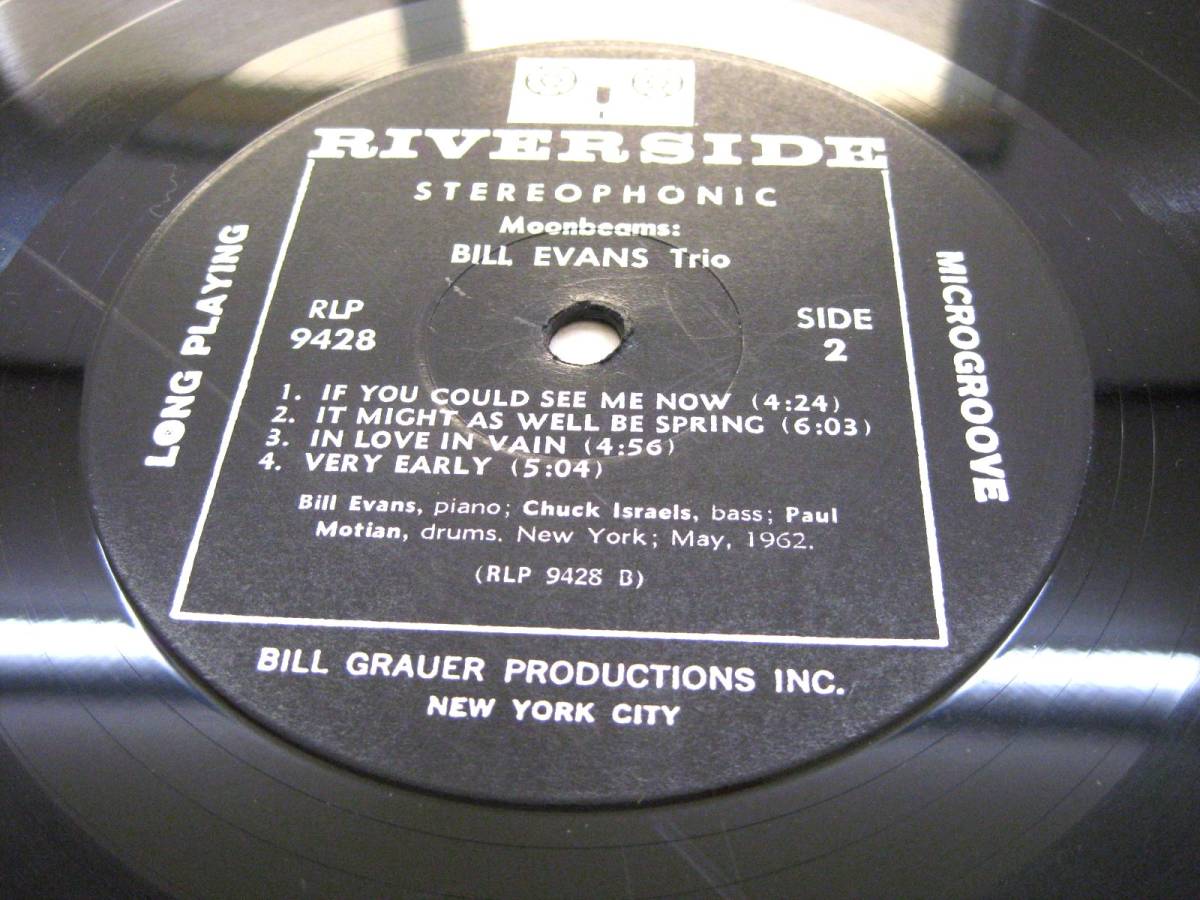 RIVERSIDE
STEREOPHONIC
Moonbeams:
BILL EVANS Trio
RLP
9428
SIDE
2
LONG PLAYING
MICROGROOVE
1. IF YOU COULD SEE ME NOW (4:24)
2. IT MIGHT AS WELL BE SPRING (6:03)
3. IN LOVE IN VAIN (4:56)
4. VERY EARLY (5:04)
Bill Evans, piano; Chuck Israels, bass; Paul
Motian, drums. New York; May, 1962.
(RLP 9428 B)
BILL GRAUER PRODUCTIONS INC.
NEW YORK CITY